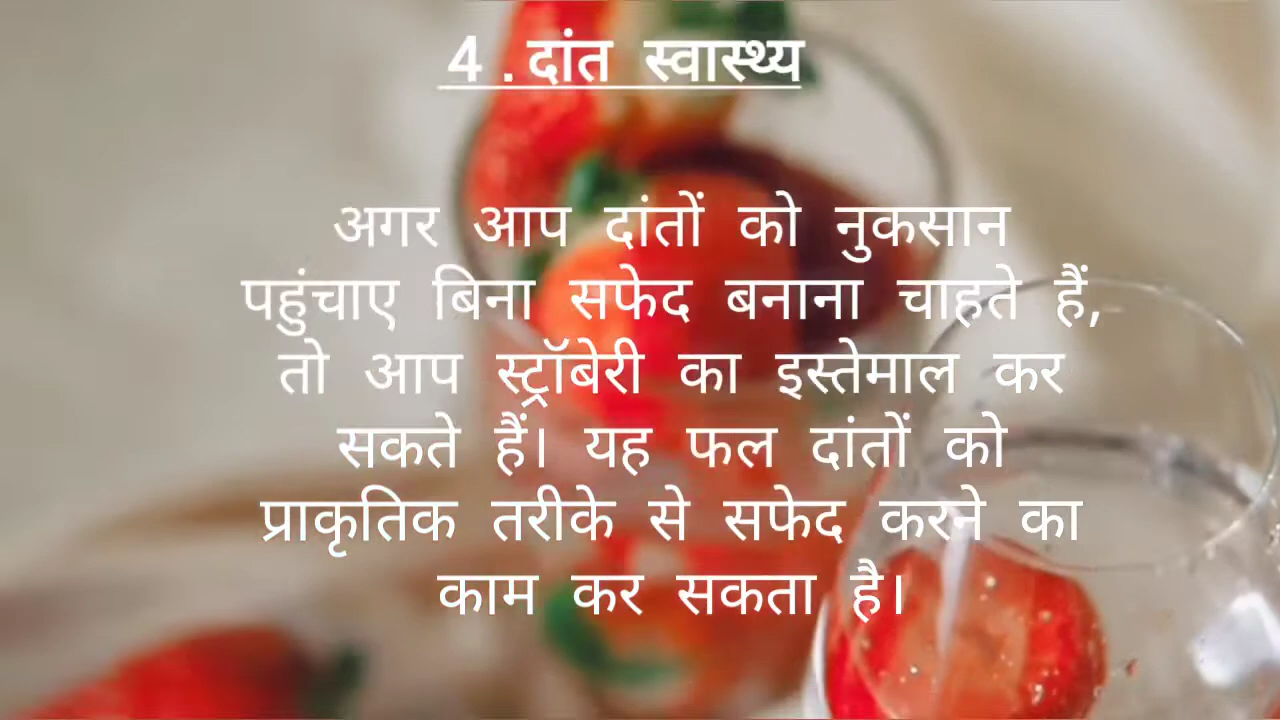 4 .दांत स्वास्थ्य
अगर आप दांतों को नुकसान
पहुंचाए बिना सफेद बनाना चाहते हैं,
तो आप स्ट्रॉबेरी का इस्तेमाल कर
सकते हैं। यह फल दांतों को
प्राकृतिक तरीके से सफेद करने का
काम कर सकता है।